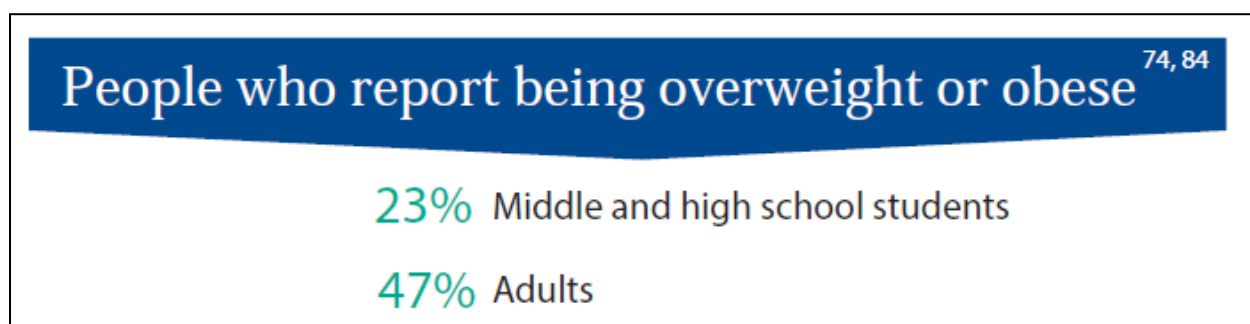 People who report being overweight or obese 74, 84
23% Middle and high school students
47% Adults